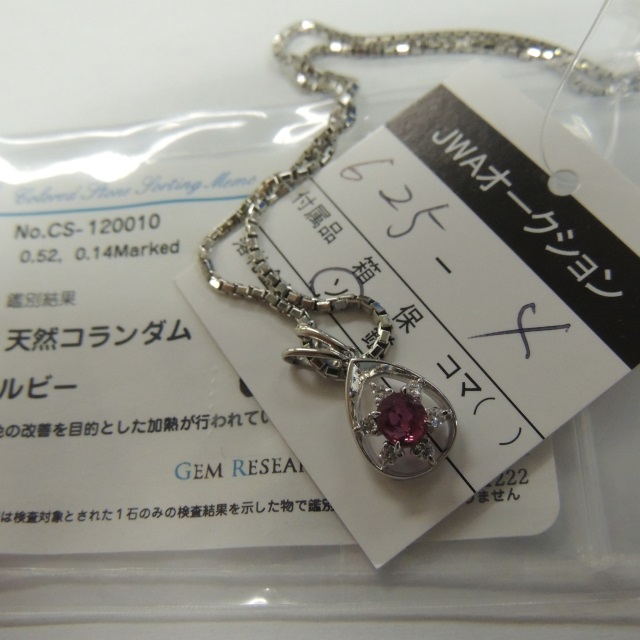 Colored Stone Sorting Memo
No.CS-120010
0.52, 0.14Marked
鑑別結果
天然コランダム
ルビー
の改善を目的とした加熱が行われてい
GEM RESEAR
222
は検査対象とされた1石のみの検査結果を示した物で鑑別
ません
JWAオークション
625-4
付属品 箱 保 コマ( )
ソ